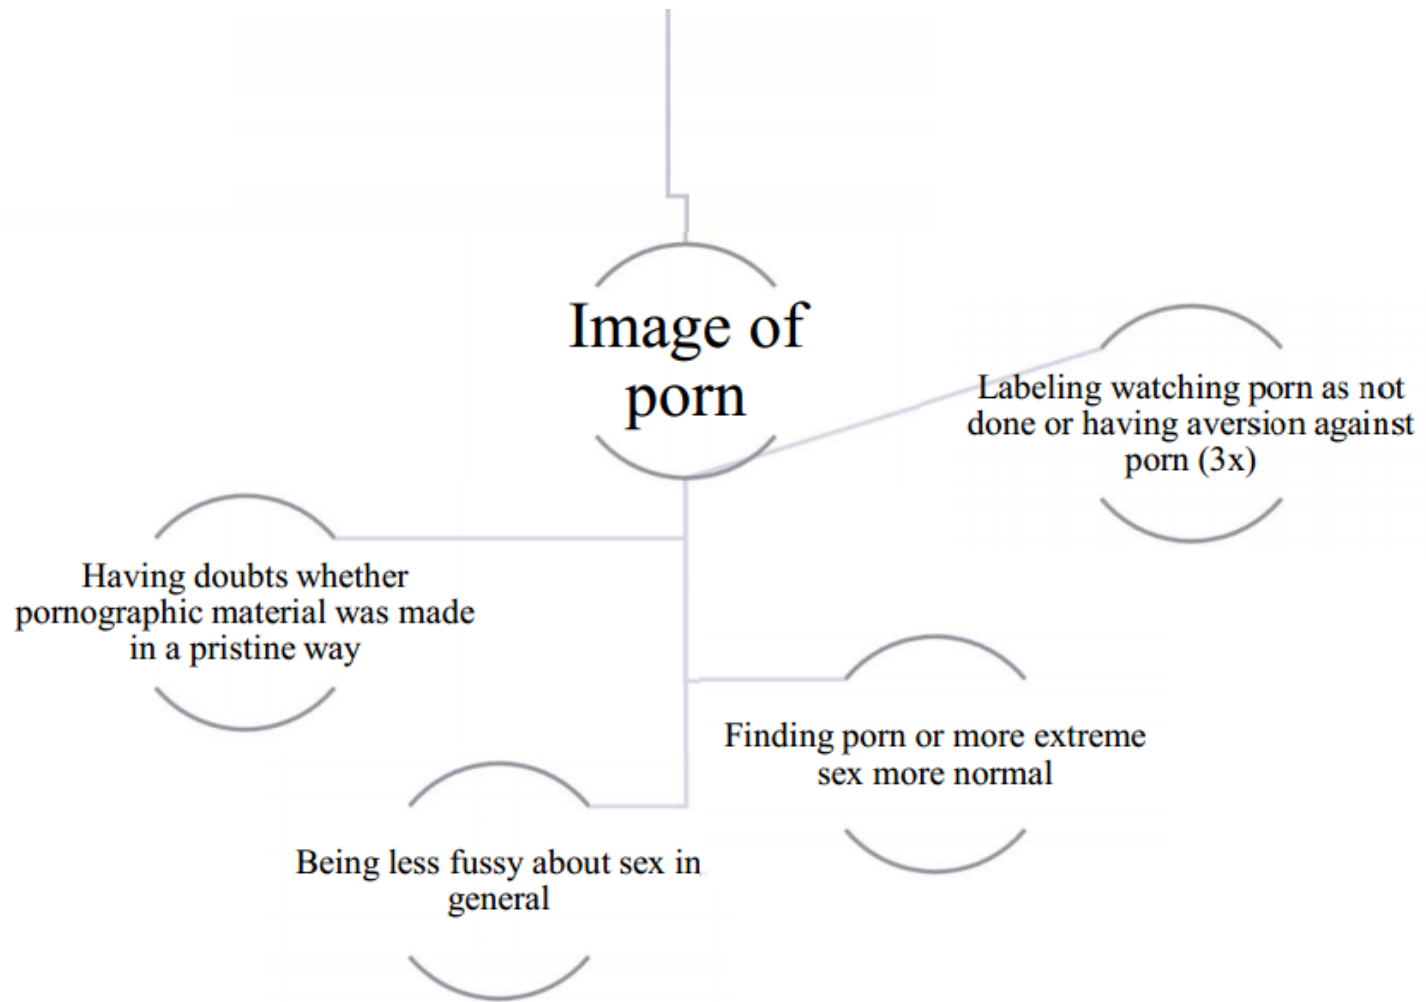 Image of
porn
Labeling watching porn as not
done or having aversion against
porn (3x)
Having doubts whether
pornographic material was made
in a pristine way
Finding porn or more extreme
sex more normal
Being less fussy about sex in
general